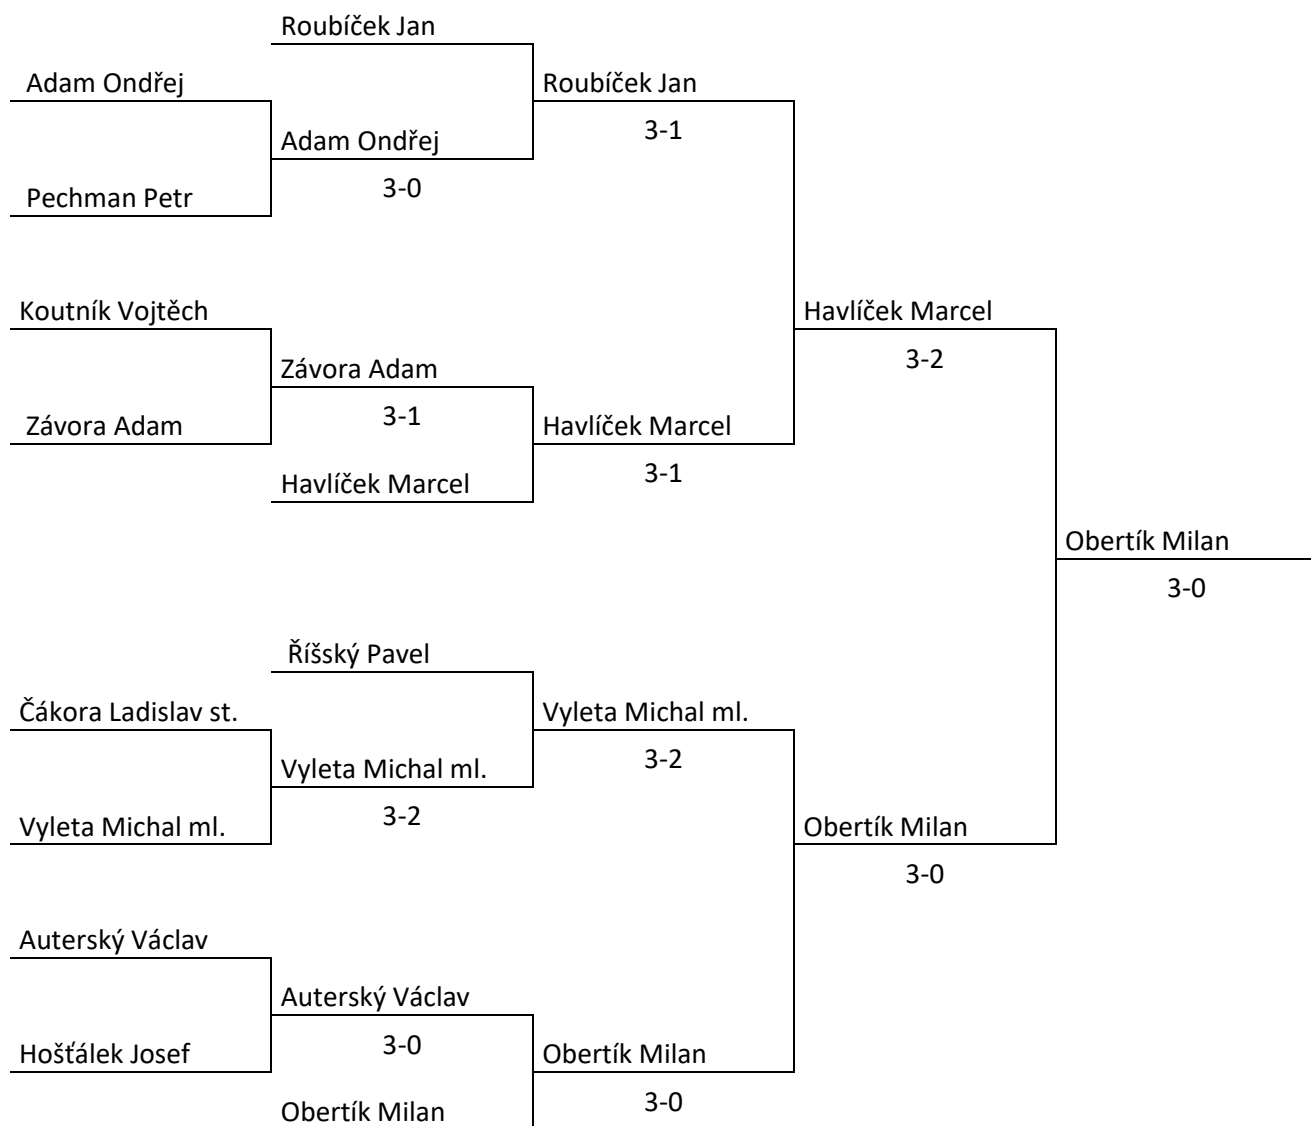 Roubíček Jan
Adam Ondřej
Roubíček Jan
3-1
Adam Ondřej
3-0
Pechman Petr
Koutník Vojtěch
Havlíček Marcel
3-2
Závora Adam
3-1
Závora Adam
Havlíček Marcel
3-1
Havlíček Marcel
Obertík Milan
3-0
Říšský Pavel
Čákora Ladislav st.
Vyleta Michal ml.
3-2
Vyleta Michal ml.
3-2
Vyleta Michal ml.
Obertík Milan
3-0
Auterský Václav
Auterský Václav
3-0
Hošťálek Josef
Obertík Milan
3-0
Obertík Milan